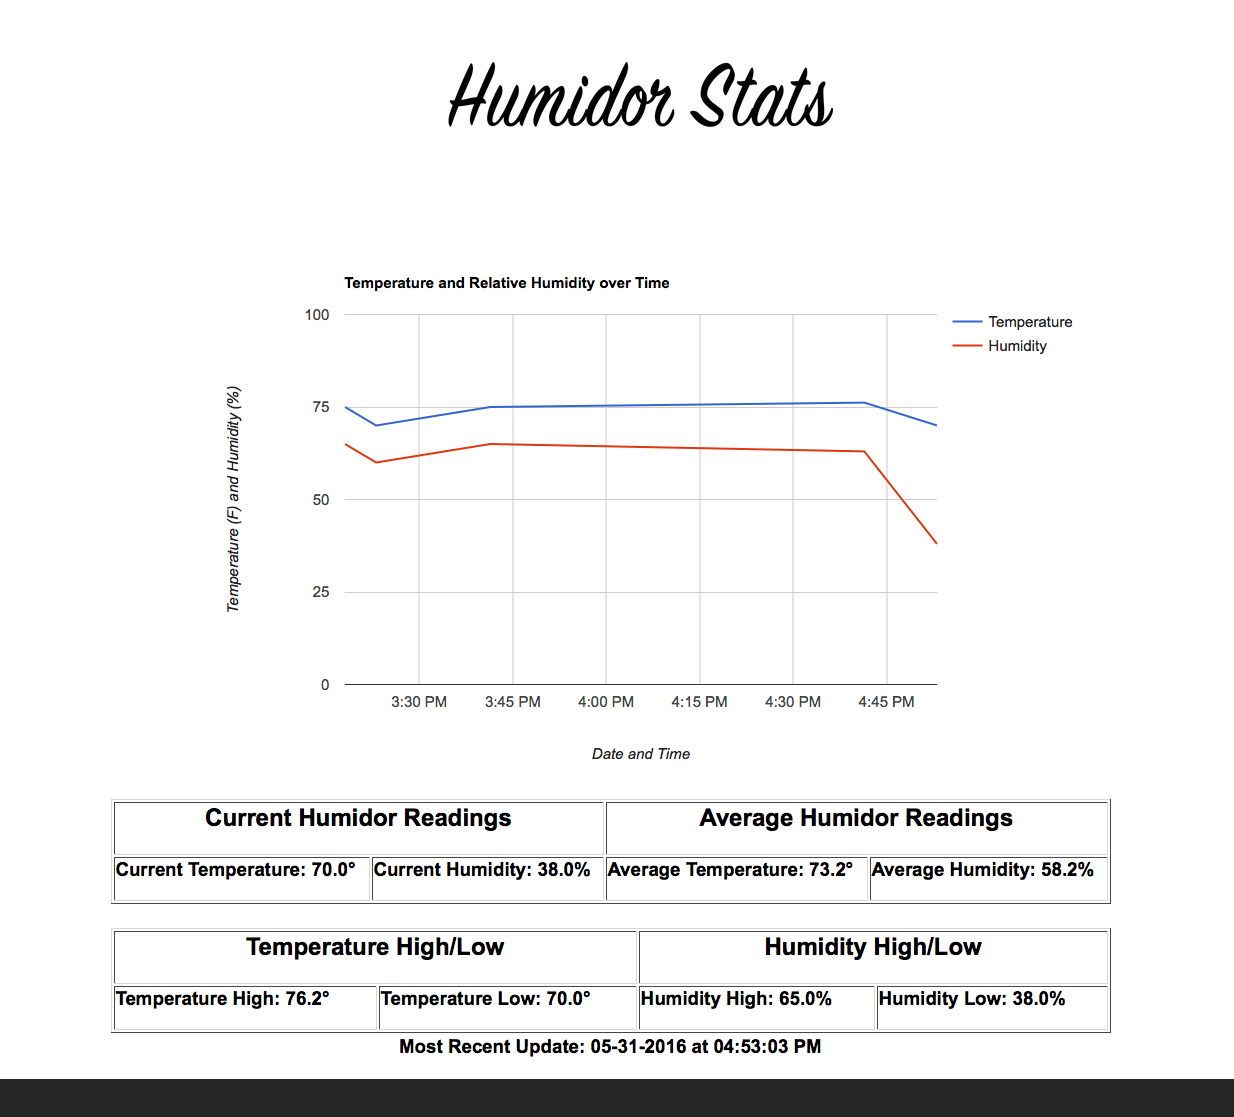 Humidor Stats
Temperature and Relative Humidity over Time
100
75
50
25
0
Temperature (F) and Humidity (%)
Temperature
Humidity
3:30 PM 3:45 PM 4:00 PM 4:15 PM 4:30 PM 4:45 PM
Date and Time
Current Humidor Readings Average Humidor Readings
Current Temperature: 70.0° Current Humidity: 38.0% Average Temperature: 73.2° Average Humidity: 58.2%
Temperature High/Low Humidity High/Low
Temperature High: 76.2° Temperature Low: 70.0° Humidity High: 65.0% Humidity Low: 38.0%
Most Recent Update: 05-31-2016 at 04:53:03 PM